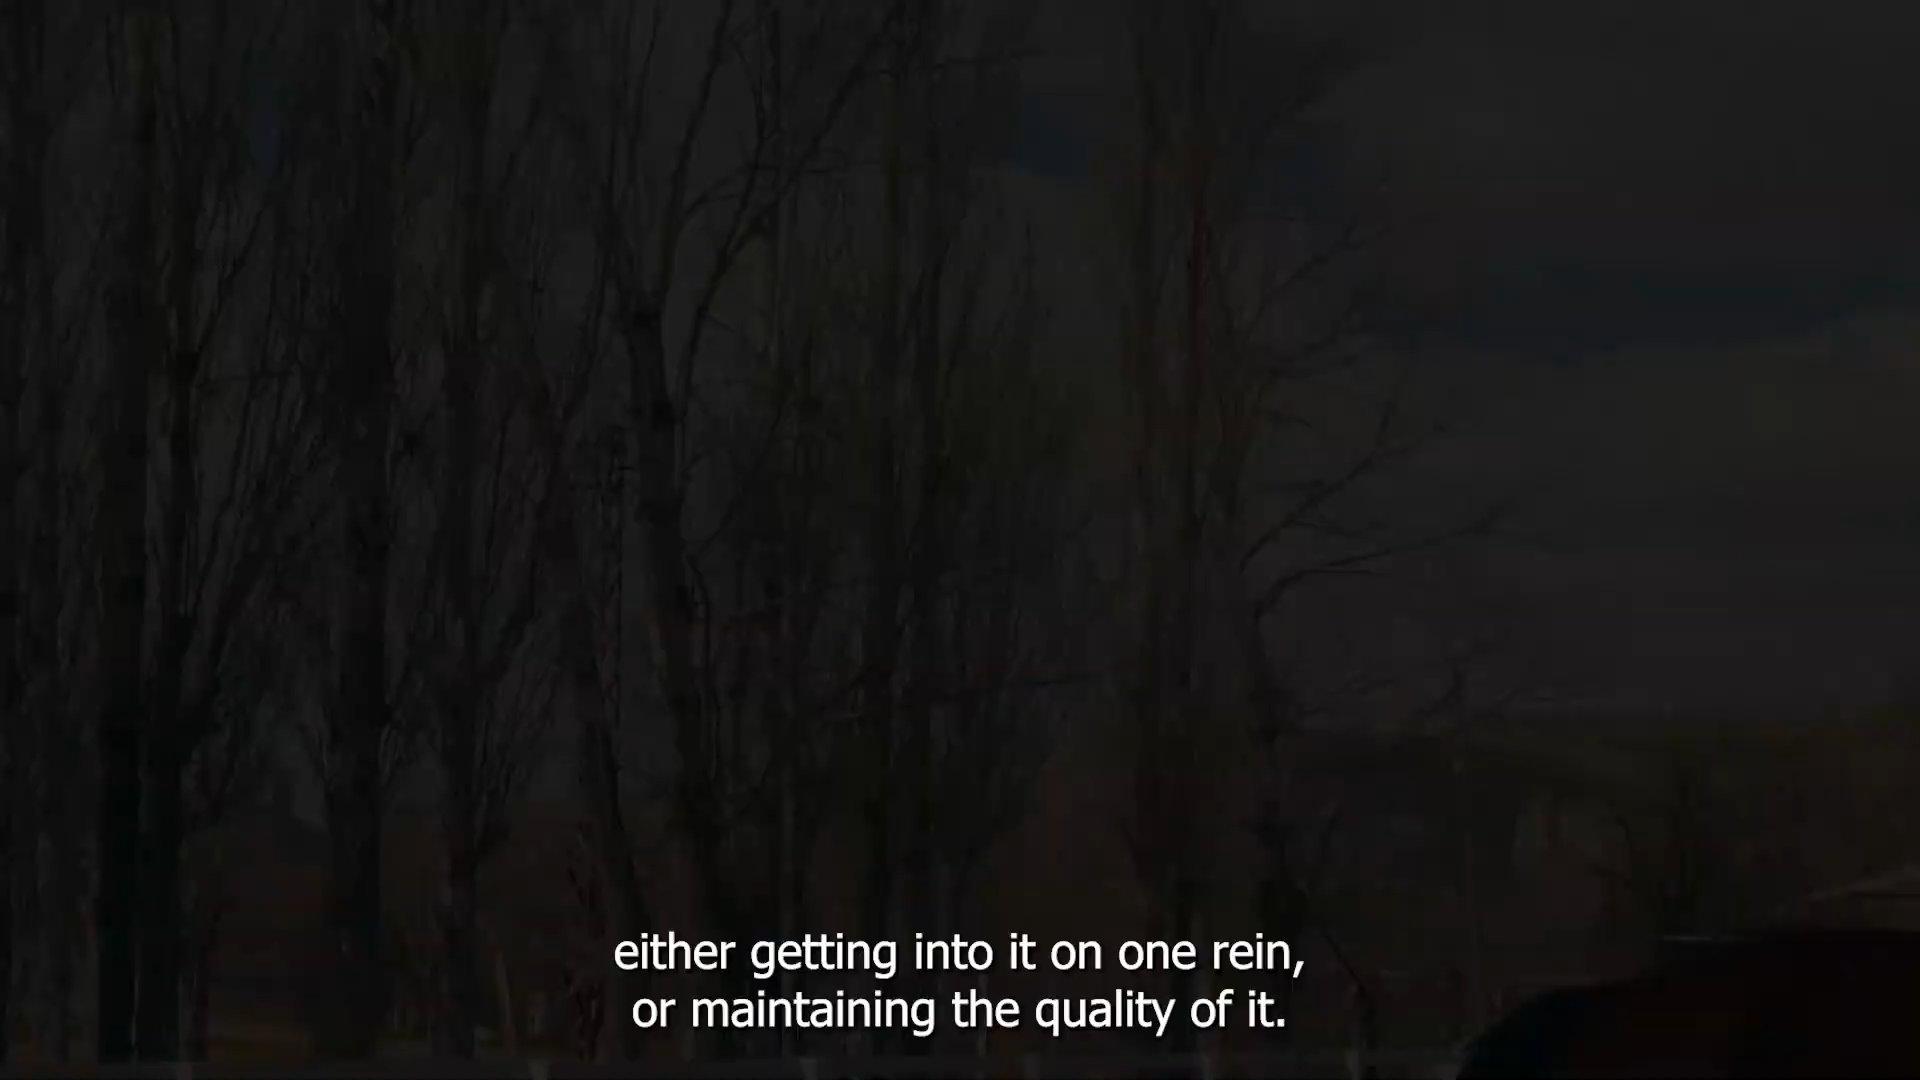 either getting into it on one rein,
or maintaining the quality of it.